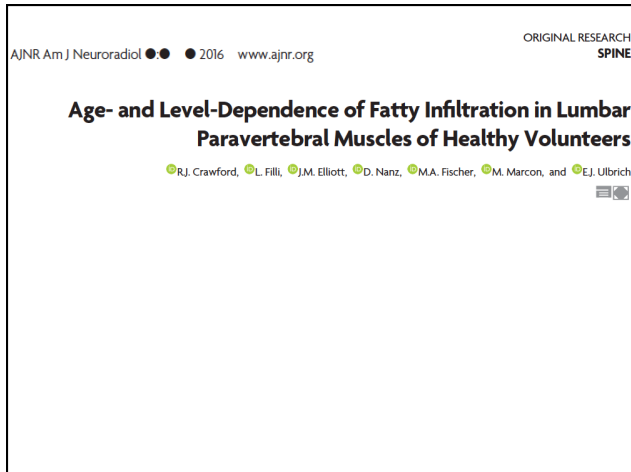 ORIGINAL RESEARCH
AJNR Am J Neuroradiol ●:● ● 2016 www.ajnr.org
SPINE
Age- and Level-Dependence of Fatty Infiltration in Lumbar
Paravertebral Muscles of Healthy Volunteers
R.J. Crawford, L. Filli, J.M. Elliott, D. Nanz, M.A. Fischer, M. Marcon, and E.J. Ulbrich